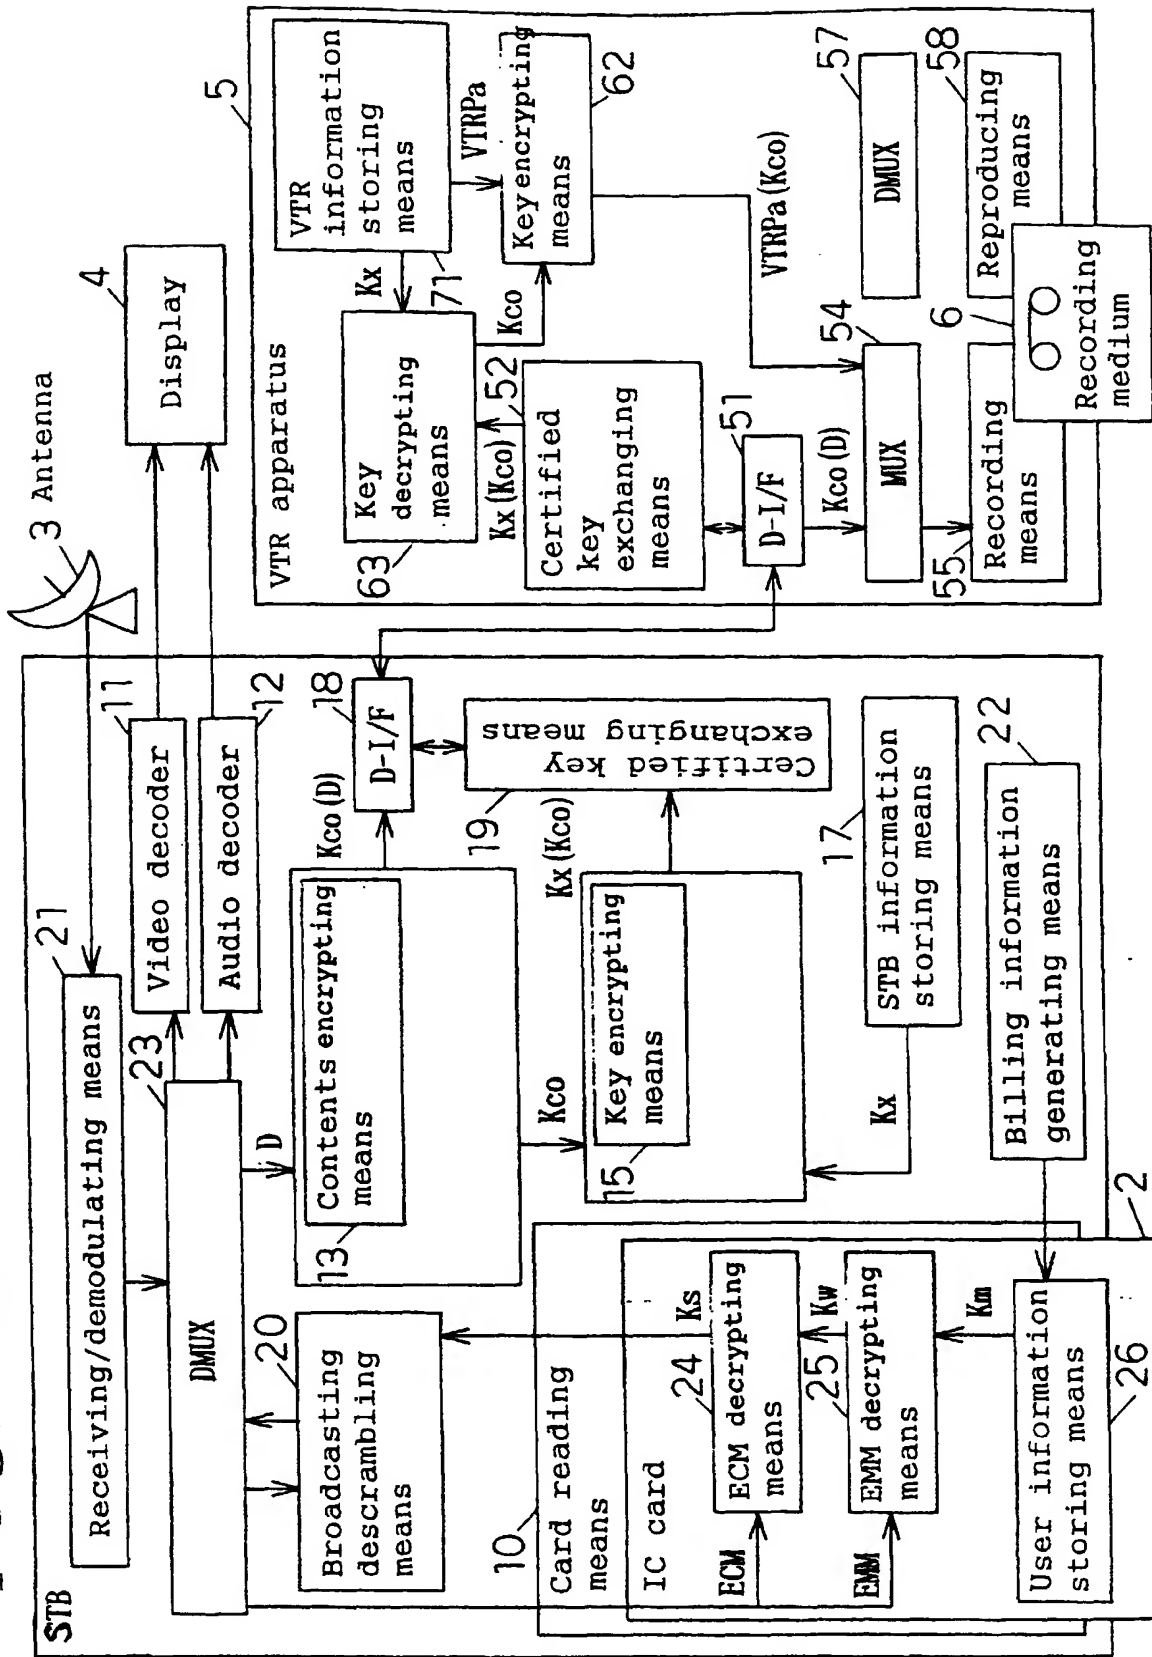 STB
Receiving/demodulating means
21
DMUX
23
Video decoder
11
Audio decoder
12
3 Antenna
4
Display
Broadcasting
descrambling
means
20
D
Contents encrypting
means
13
Kco(D)
D-I/F
18
Certified key
exchanging means
19
Kco
Key encrypting
means
15
Kx(Kco)
Kx
STB information
storing means
17
Billing information
generating means
22
10
Card reading
means
IC card
2
ECM
EMM
Ks
ECM decrypting
means
24
Kw
EMM decrypting
means
25
Km
User information
storing means
26
5
VTR apparatus
VTR
information
storing
means
71
Kx
VTRPa
Key encrypting
means
62
Key
decrypting
means
63
Kco
Kx(Kco)
52
Certified
key
exchanging
means
51
D-I/F
Kco(D)
VTRPa(Kco)
54
MUX
DMUX
57
55
Recording
means
Reproducing
means
58
6
Recording
medium